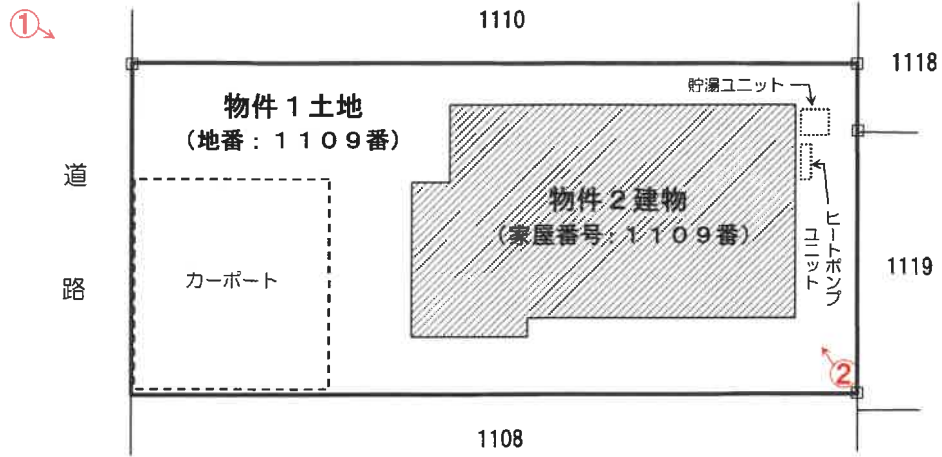 ①
1110
1118
貯湯ユニット
物件1土地
(地番:1109番)
道路
物件2建物
(家屋番号:1109番)
ヒートポンプ
ユニット
カーポート
1119
②
1108